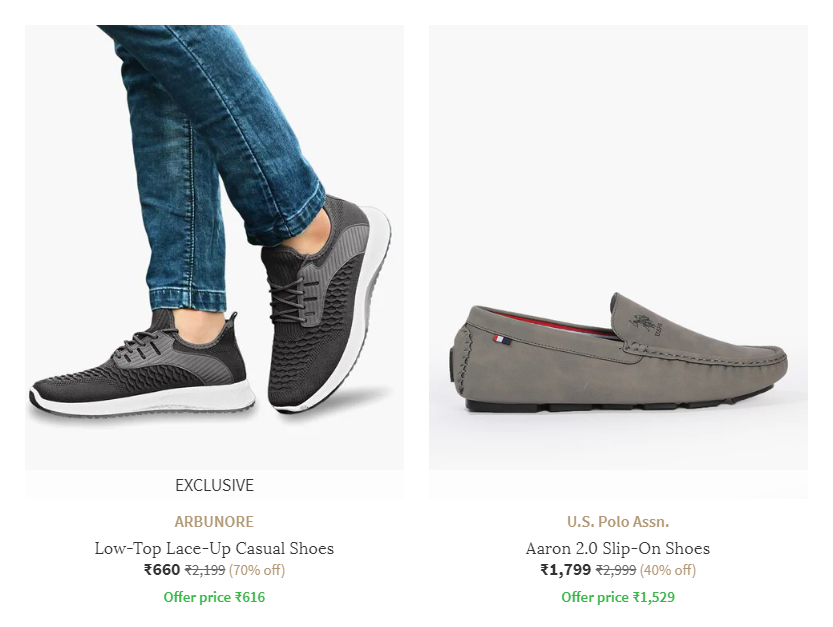 EXCLUSIVE
ARBUNORE
Low-Top Lace-Up Casual Shoes
₹660 ₹2,199 (70% off)
Offer price ₹616
U.S. Polo Assn.
Aaron 2.0 Slip-On Shoes
₹1,799 ₹2,999 (40% off)
Offer price ₹1,529